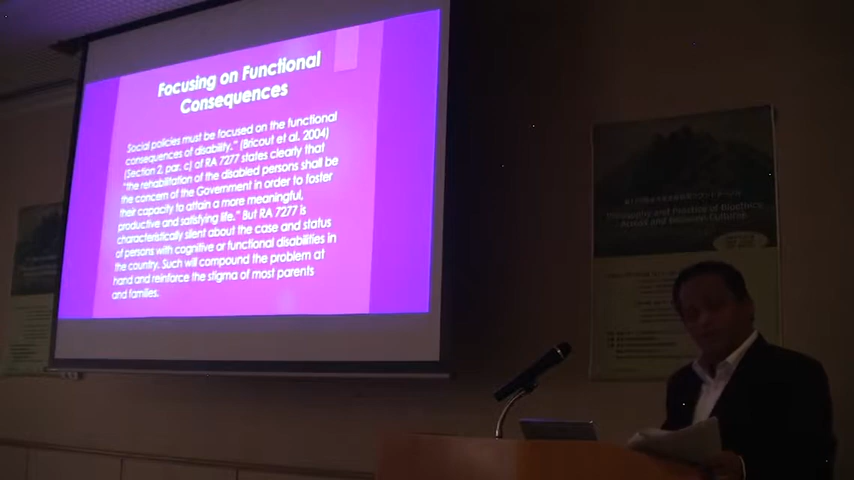 Focusing on Functional
Consequences
Social policies must be focused on the functional
consequences of disability." (Bricout et al. 2004)
(Section 2, par. c) of RA 7277 states clearly that
"the rehabilitation of the disabled persons shall be
the concern of the Government in order to foster
their capacity to attain a more meaningful,
productive and satisfying life." But RA 7277 is
characteristically silent about the case and status
of persons with cognitive or functional disabilities in
the country. Such will compound the problem at
hand and reinforce the stigma of most parents
and families.
Philosophy and Practice of Bioethics
Across and Between Cultures